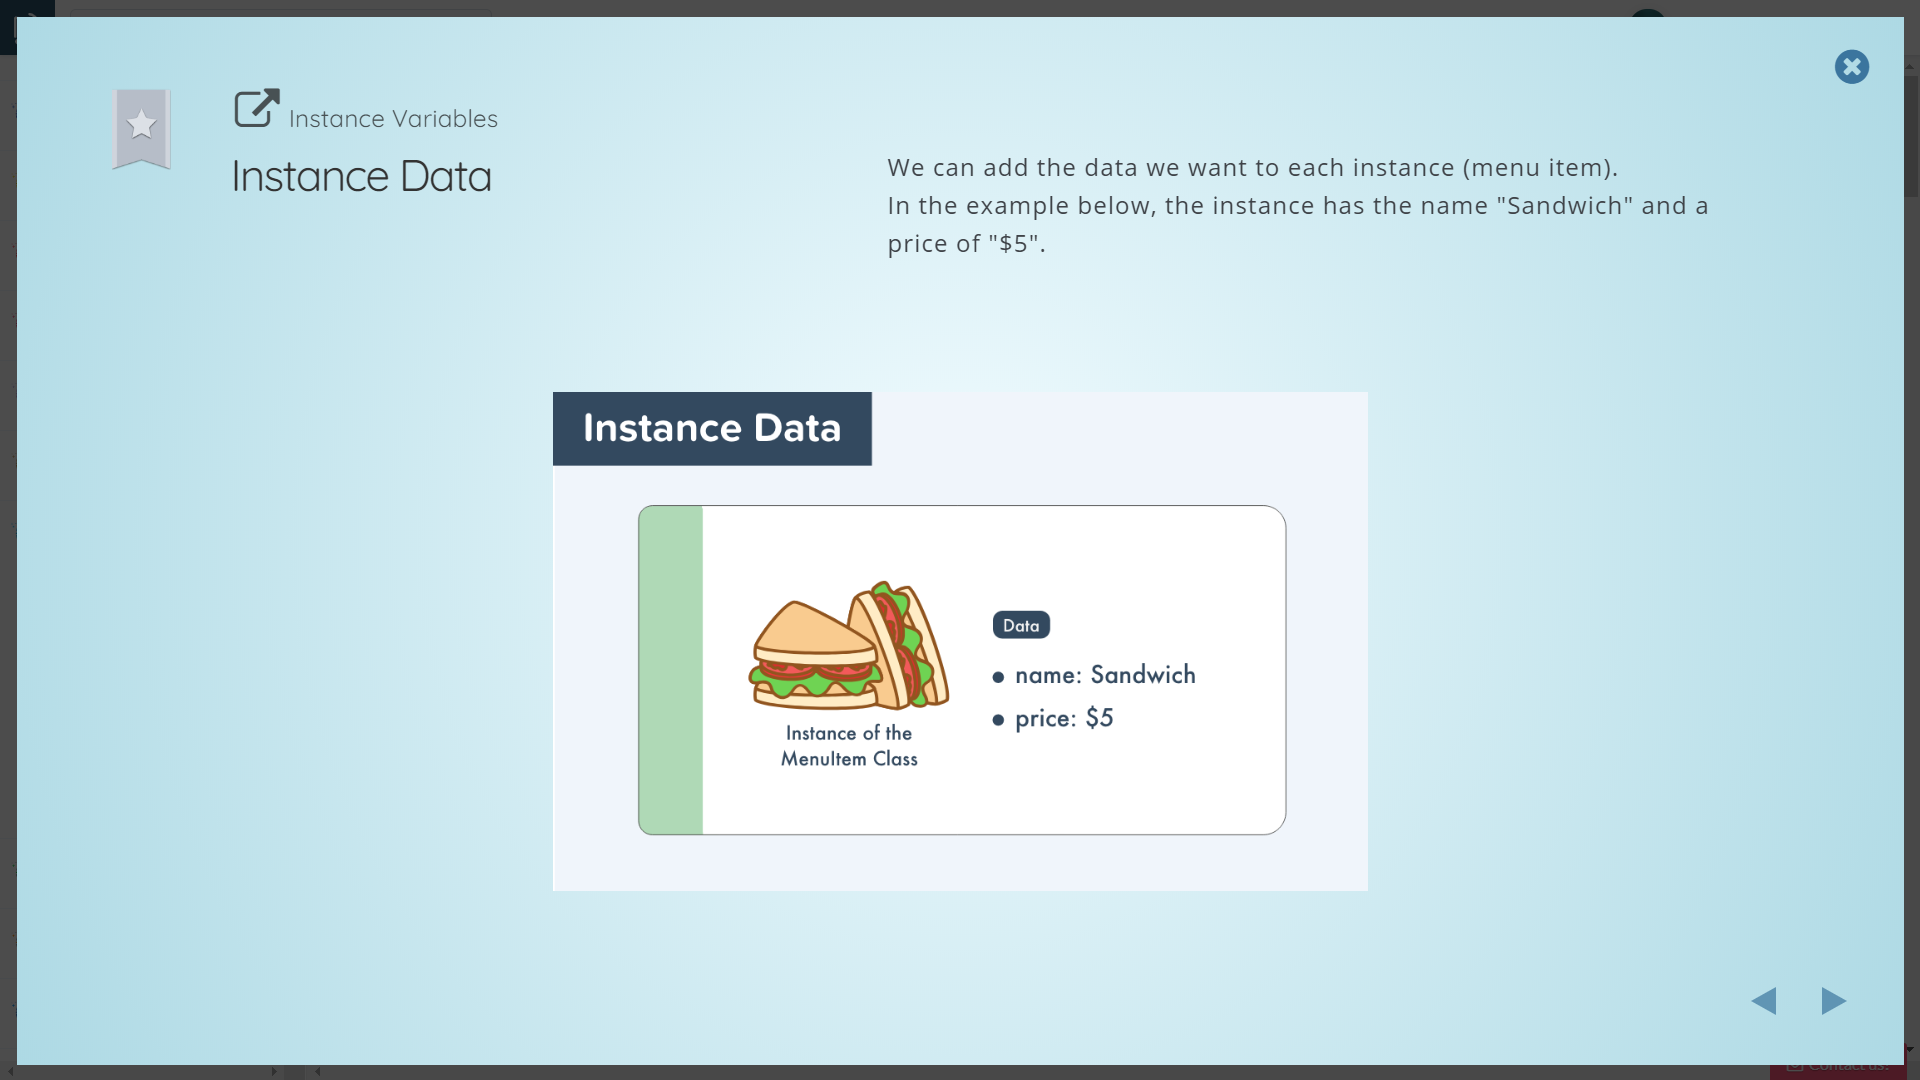 Instance Variables
Instance Data
We can add the data we want to each instance (menu item).
In the example below, the instance has the name "Sandwich" and a
price of "$5".
Instance Data
Data
• name: Sandwich
• price: $5
Instance of the
MenuItem Class
Contact us!